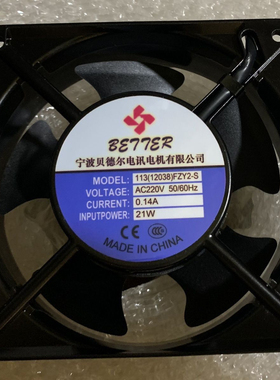 BETTER
宁波贝德尔电讯电机有限公司
MODEL: 113(12038)FZY2-S
VOLTAGE: AC220V 50/60Hz
CURRENT: 0.14A
INPUTPOWER: 21W
CCC
MADE IN CHINA